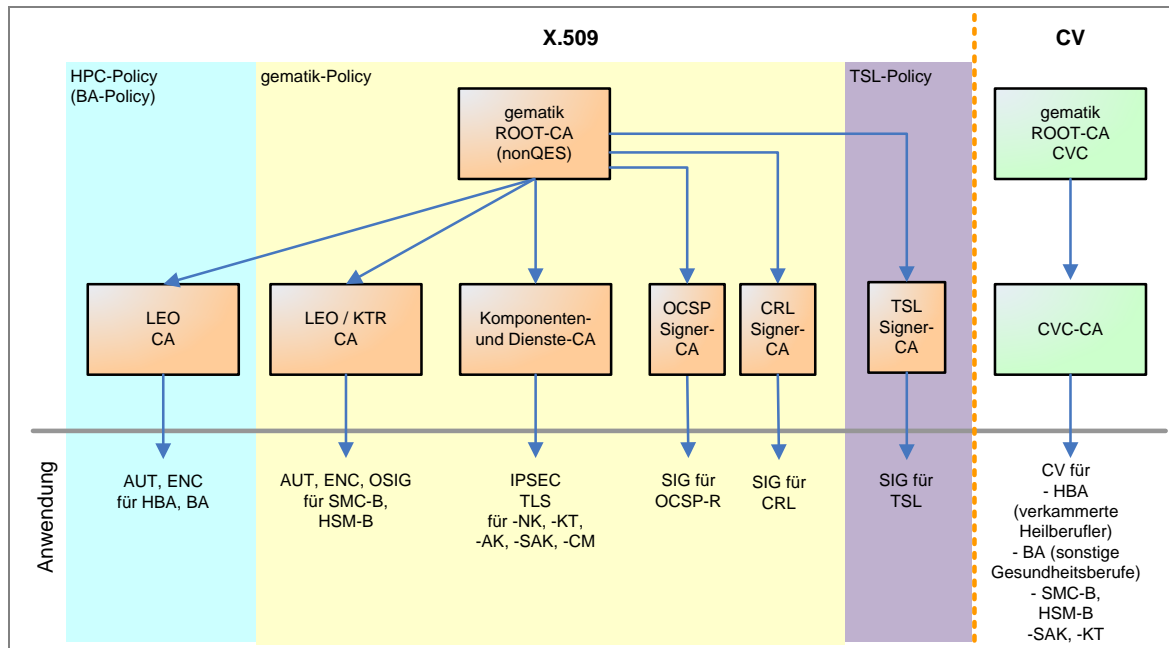 X.509
CV
HPC-Policy
(BA-Policy)
gematik-Policy
TSL-Policy
gematik
ROOT-CA
(nonQES)
gematik
ROOT-CA
CVC
LEO
CA
LEO / KTR
CA
Komponenten-
und Dienste-CA
OCSP
Signer-
CA
CRL
Signer-
CA
TSL
Signer-
CA
CVC-CA
Anwendung
AUT, ENC
für HBA, BA
AUT, ENC, OSIG
für SMC-B,
HSM-B
IPSEC
TLS
für -NK, -KT,
-AK, -SAK, -CM
SIG für
OCSP-R
SIG für
CRL
SIG für
TSL
CV für
- HBA
(verkammerte
Heilberufler)
- BA (sonstige
Gesundheitsberufe)
- SMC-B,
HSM-B
-SAK, -KT